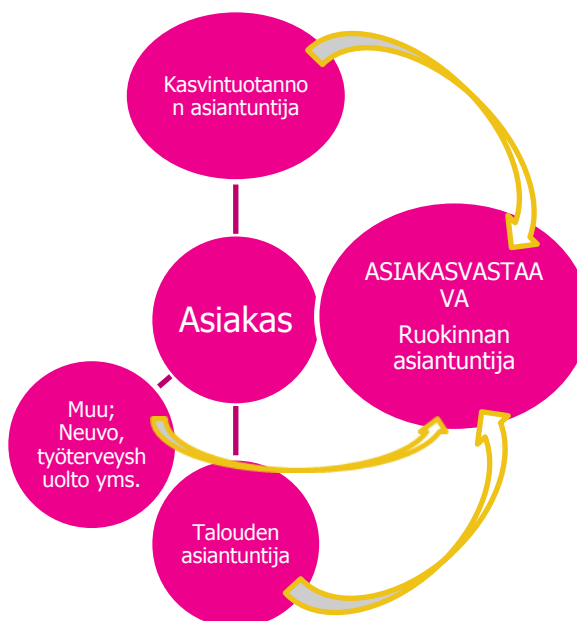 Kasvintuotanno
n asiantuntija
ASIAKASVASTAA
VA
Ruokinnan
asiantuntija
Asiakas
Muu;
Neuvo,
työterveysh
uolto yms.
Talouden
asiantuntija